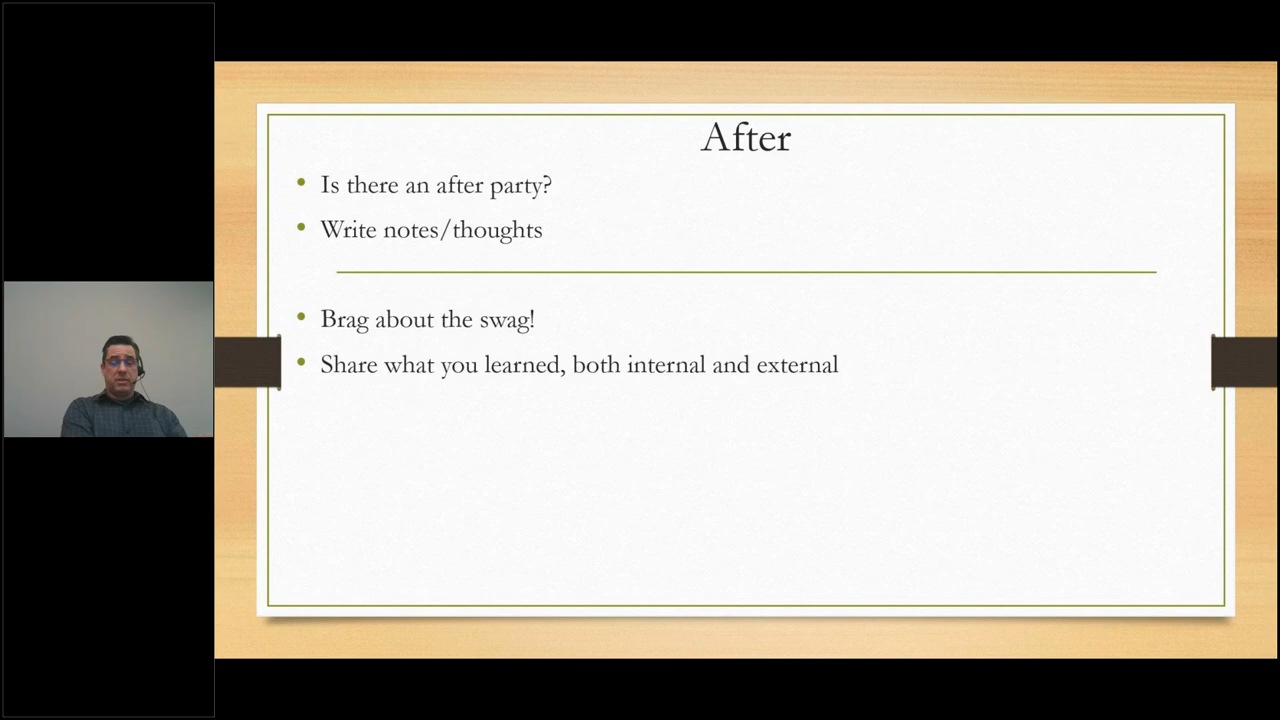 After
Is there an after party?
Write notes/thoughts
Brag about the swag!
Share what you learned, both internal and external